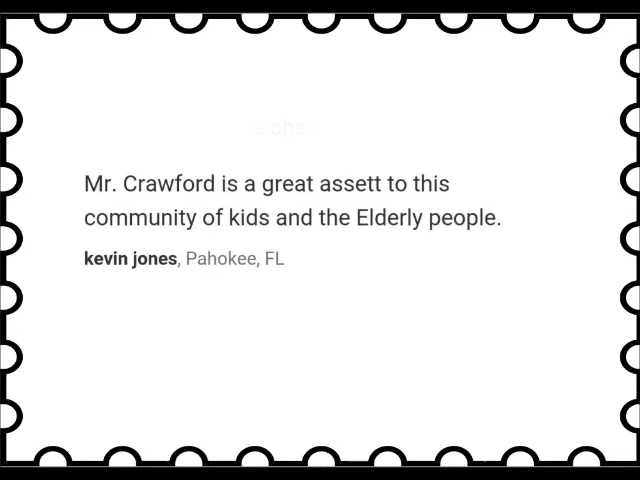 Mr. Crawford is a great assett to this
community of kids and the Elderly people.
kevin jones, Pahokee, FL